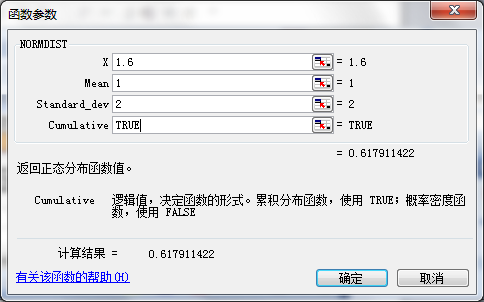 函数参数
NORMDIST
X 1.6 = 1.6
Mean 1 = 1
Standard_dev 2 = 2
Cumulative TRUE = TRUE
= 0.617911422
返回正态分布函数值。
Cumulative 逻辑值，决定函数的形式。累积分布函数，使用 TRUE；概率密度函
数，使用 FALSE
计算结果 = 0.617911422
有关该函数的帮助(H)
确定
取消